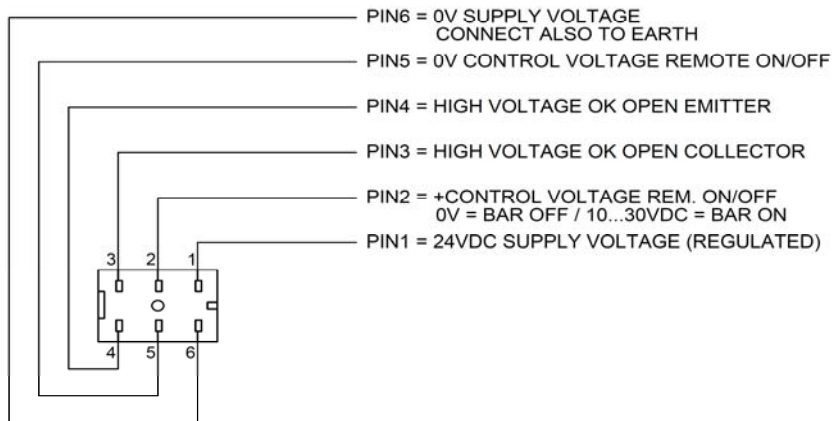 PIN6 = 0V SUPPLY VOLTAGE
CONNECT ALSO TO EARTH
PIN5 = 0V CONTROL VOLTAGE REMOTE ON/OFF
PIN4 = HIGH VOLTAGE OK OPEN EMITTER
PIN3 = HIGH VOLTAGE OK OPEN COLLECTOR
PIN2 = +CONTROL VOLTAGE REM. ON/OFF
0V = BAR OFF / 10...30VDC = BAR ON
PIN1 = 24VDC SUPPLY VOLTAGE (REGULATED)
3 2 1
4 5 6